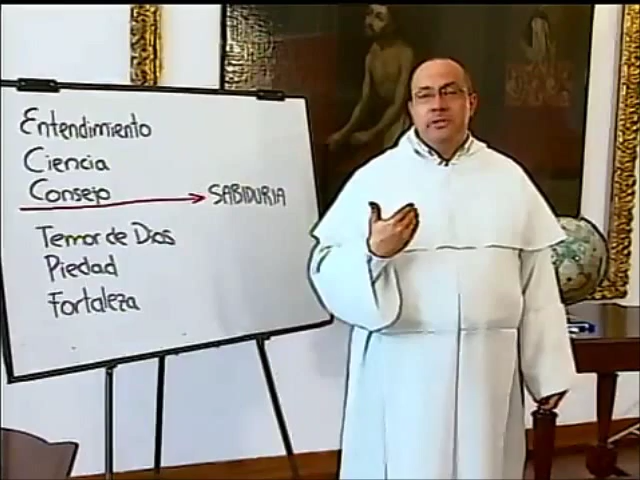 Entendimiento
Ciencia
Consejo
SABIDURIA
Temor de Dios
Piedad
Fortaleza